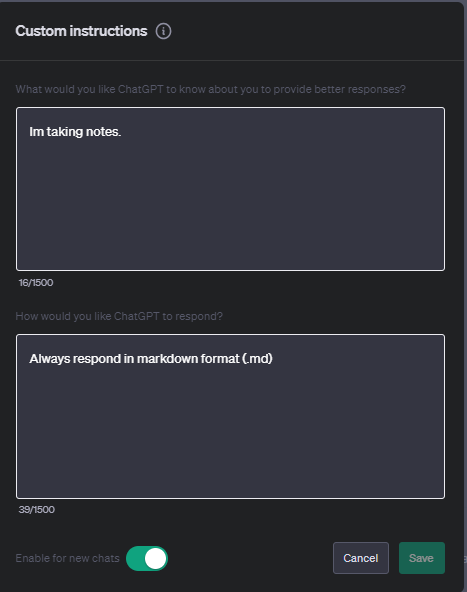 Custom instructions
What would you like ChatGPT to know about you to provide better responses?
Im taking notes.
16/1500
How would you like ChatGPT to respond?
Always respond in markdown format (.md)
39/1500
Enable for new chats
Cancel
Save